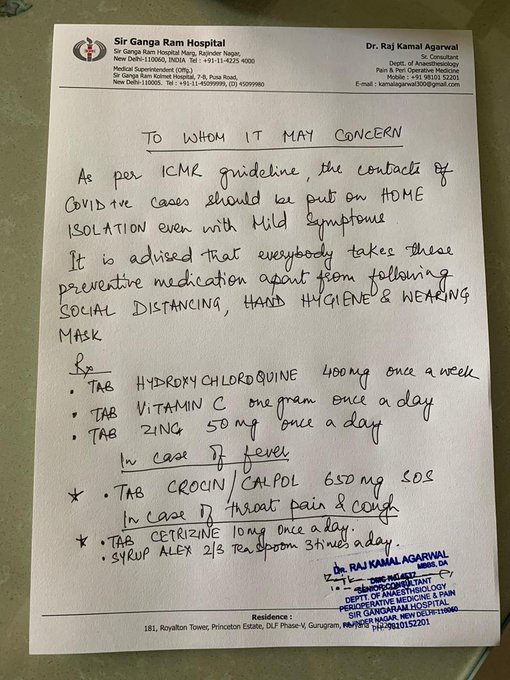 Sir Ganga Ram Hospital
Sir Ganga Ram Hospital Marg, Rajinder Nagar,
New Delhi-110060, INDIA Tel : +91-11-4225 4000
Medical Superintendent (Offg.)
Sir Ganga Ram Kolmet Hospital, 7-8, Pusa Road,
New Delhi-110005. Tel : +91-11-45099999, (D) 45099980
Dr. Raj Kamal Agarwal
Sr. Consultant
Deptt. of Anaesthesiology
Pain & Peri Operative Medicine
Mobile : +91 98101 52201
E-mail : kamalagarwal300@gmail.com
TO WHOM IT MAY CONCERN
As per ICMR guideline, the contacts of
COVID +ve cases should be put on HOME
ISOLATION even with Mild Symptoms.
It is advised that everybody takes these
preventive medication apart from following
SOCIAL DISTANCING, HAND HYGIENE & WEARING
MASK
Rx
• TAB HYDROXYCHLOROQUINE 400mg once a week
• TAB VITAMIN C one gram once a day
• TAB ZINC 50 mg once a day
In case of fever
• TAB CROCIN/CALPOL 650 mg SOS
In case of throat pain & cough
• TAB CETRIZINE 10 mg once a day.
• SYRUP ALEX 2/3 Teaspoom 3 times a day.
Dr. RAJ KAMAL AGARWAL
MBBS, DA
SENIOR CONSULTANT
DEPTT. OF ANAESTHSIOLOGY
PERIOPERATIVE MEDICINE & PAIN
SIR GANGARAM HOSPITAL
RAJINDER NAGAR, NEW DELHI-110060
PH: 9810152201
Residence :
181, Royalton Tower, Princeton Estate, DLF Phase-V, Gurugram,